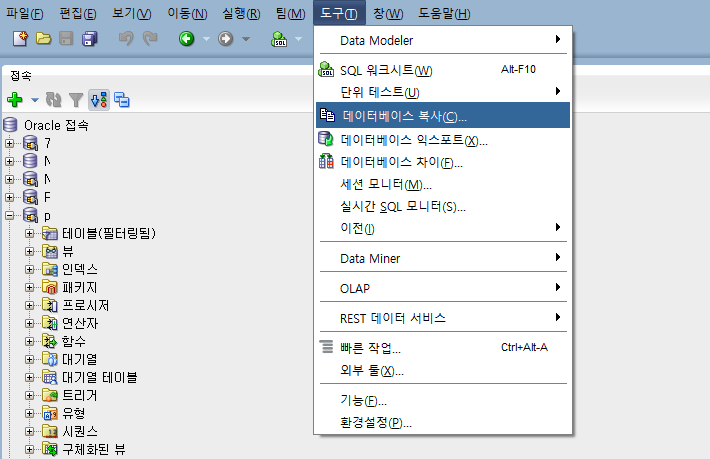 파일(F) 편집(E) 보기(V) 이동(N) 실행(R) 팀(M) 도구(T) 창(W) 도움말(H)
SQL
접속
Oracle 접속
7
N
N
F
p
테이블(필터링됨)
뷰
인덱스
패키지
프로시저
연산자
함수
대기열
대기열 테이블
트리거
유형
시퀀스
구체화된 뷰
Data Modeler
SQL 워크시트(W) Alt-F10
단위 테스트(U)
데이터베이스 복사(C)...
데이터베이스 익스포트(X)...
데이터베이스 차이(F)...
세션 모니터(M)...
실시간 SQL 모니터(S)...
이전(I)
Data Miner
OLAP
REST 데이터 서비스
빠른 작업... Ctrl+Alt-A
외부 툴(X)...
기능(F)...
환경설정(P)...